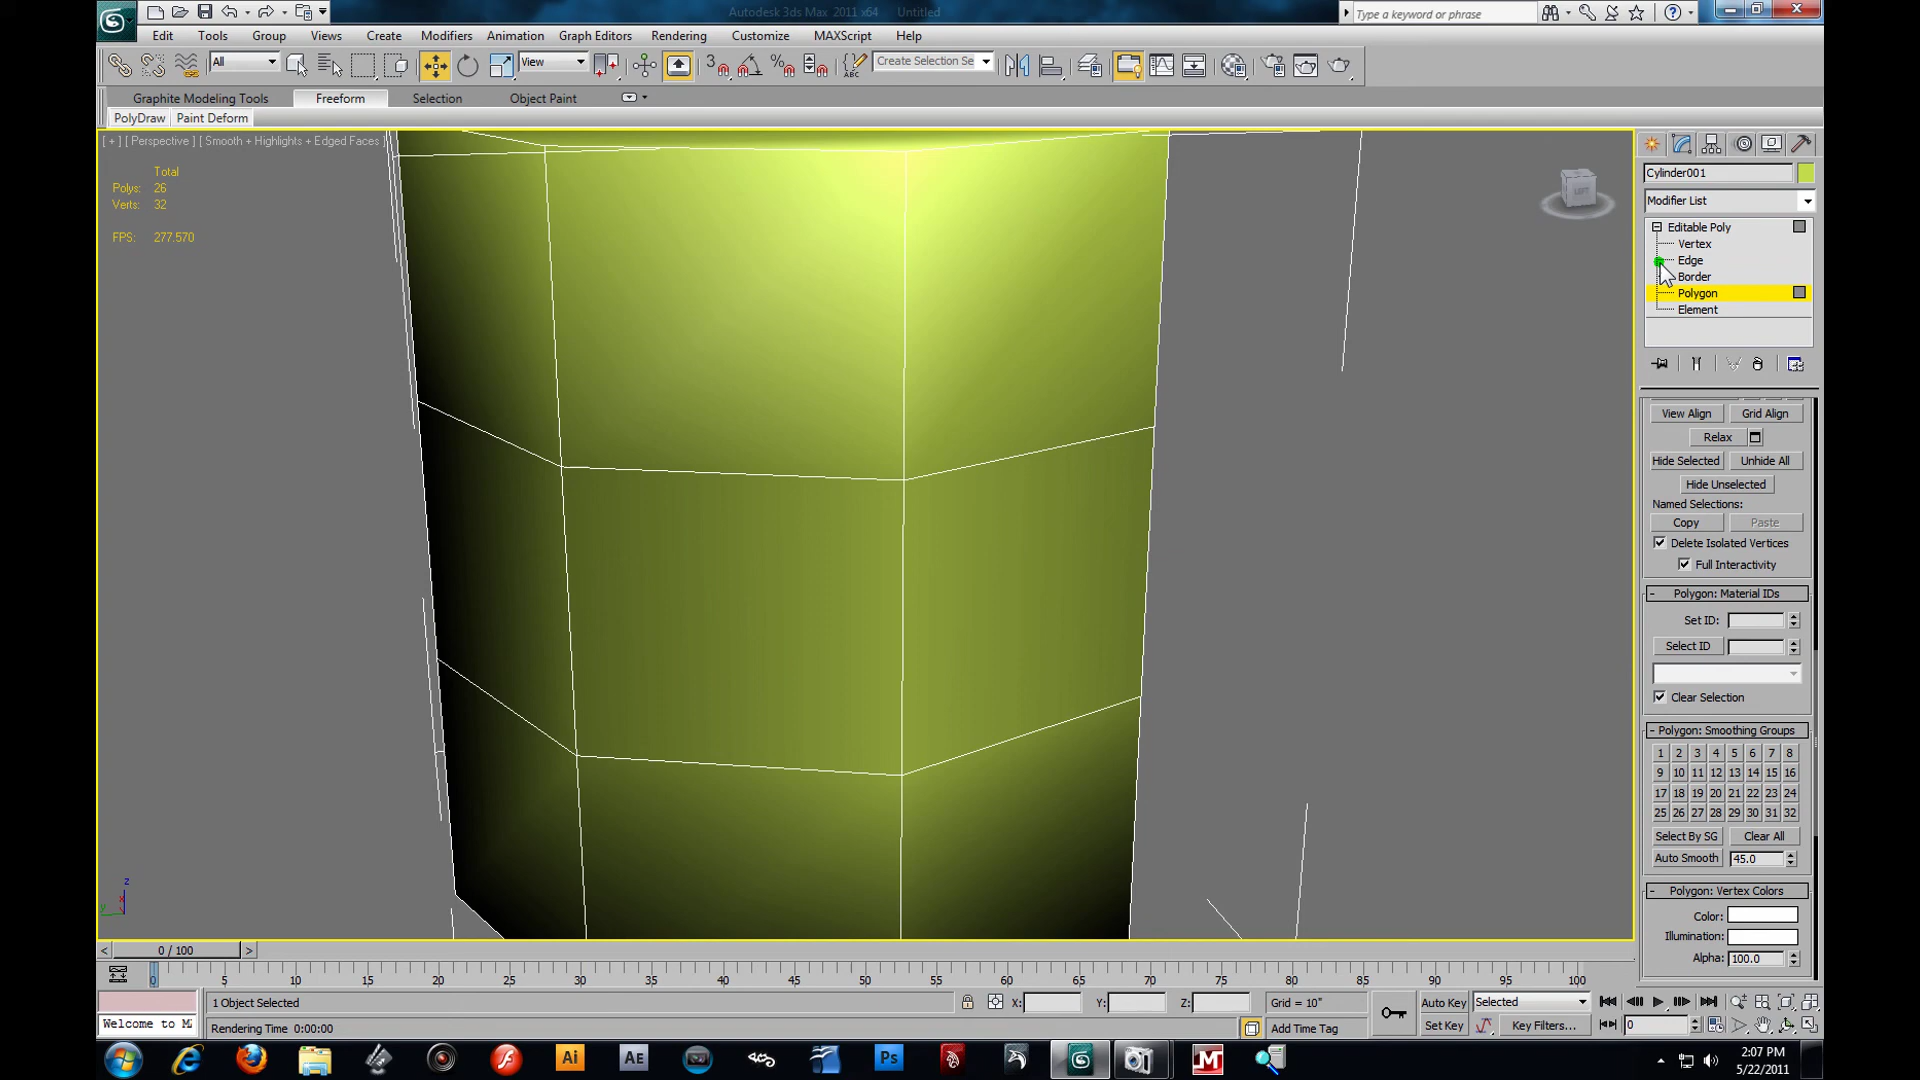 Autodesk 3ds Max 2011 x64 Untitled
Type a keyword or phrase
Edit Tools Group Views Create Modifiers Animation Graph Editors Rendering Customize MAXScript Help
All
View
3
Create Selection Se
Graphite Modeling Tools Freeform Selection Object Paint
PolyDraw Paint Deform
[ + ] [ Perspective ] [ Smooth + Highlights + Edged Faces ]
Total
Polys: 26
Verts: 32
FPS: 277.570
Cylinder001
Modifier List
Editable Poly
Vertex
Edge
Border
Polygon
Element
View Align Grid Align
Relax
Hide Selected Unhide All
Hide Unselected
Named Selections:
Copy Paste
Delete Isolated Vertices
Full Interactivity
- Polygon: Material IDs
Set ID:
Select ID
Clear Selection
- Polygon: Smoothing Groups
1 2 3 4 5 6 7 8
9 10 11 12 13 14 15 16
17 18 19 20 21 22 23 24
25 26 27 28 29 30 31 32
Select By SG Clear All
Auto Smooth 45.0
- Polygon: Vertex Colors
Color:
Illumination:
Alpha: 100.0
z
x
y
< 0 / 100 >
0 5 10 15 20 25 30 35 40 45 50 55 60 65 70 75 80 85 90 95 100
1 Object Selected X: Y: Z: Grid = 10" Auto Key Selected
Welcome to M
Rendering Time 0:00:00 Add Time Tag Set Key Key Filters... 0
Ai AE Ps
2:07 PM
5/22/2011